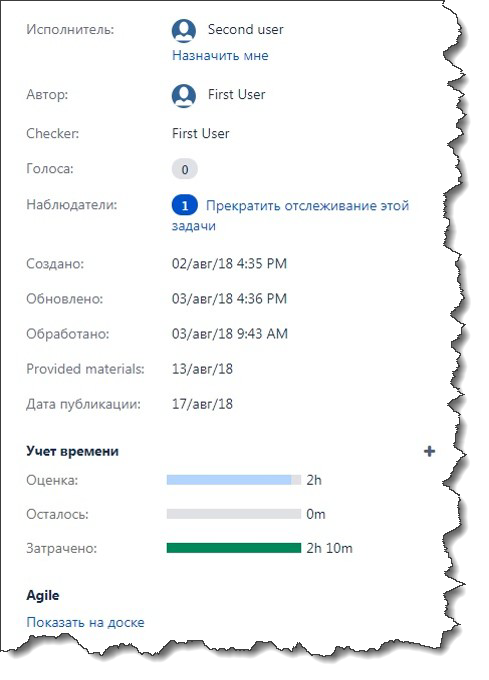 Исполнитель: Second user
Назначить мне
Автор: First User
Checker: First User
Голоса: 0
Наблюдатели: 1 Прекратить отслеживание этой
задачи
Создано: 02/авг/18 4:35 PM
Обновлено: 03/авг/18 4:36 PM
Обработано: 03/авг/18 9:43 AM
Provided materials: 13/авг/18
Дата публикации: 17/авг/18
Учет времени +
Оценка: 2h
Осталось: 0m
Затрачено: 2h 10m
Agile
Показать на доске